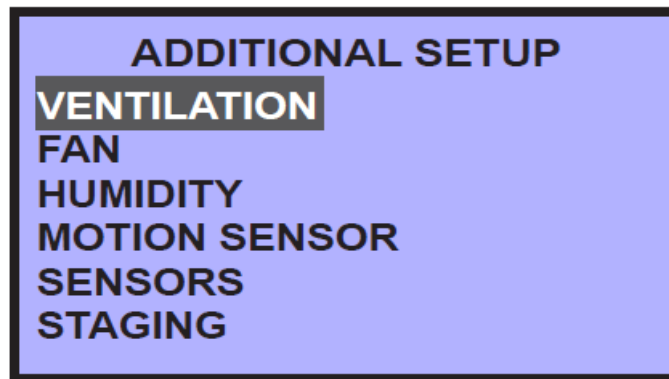 ADDITIONAL SETUP
VENTILATION
FAN
HUMIDITY
MOTION SENSOR
SENSORS
STAGING